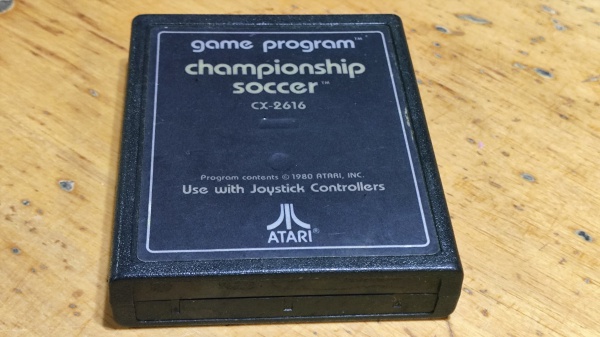 game program™
championship
soccer™
CX-2616
Program contents © 1980 ATARI, INC.
Use with Joystick Controllers
ATARI®